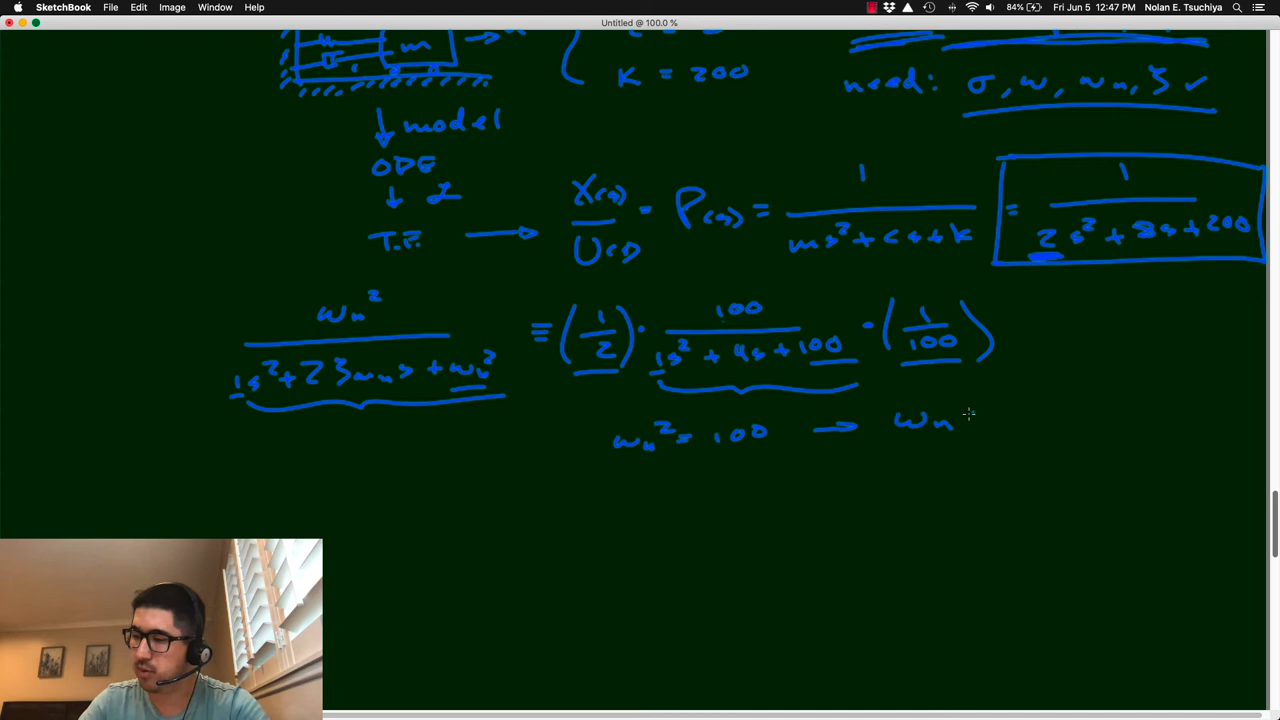 SketchBook File Edit Image Window Help 84% Fri Jun 5 12:47 PM Nolan E. Tsuchiya
Untitled @ 100.0 %
m
K = 200
need: σ, ω, ωn, ζ ✓
↓ model
ODE
↓ ℒ
T.F. → X(s)/U(s) = P(s) = 1/(ms²+cs+k) = 1/(2s²+8s+200)
ωn²/(1s²+2ζωns+ωn²) ≡ (1/2) · 100/(1s²+4s+100) · (1/100)
ωn² = 100 → ωn